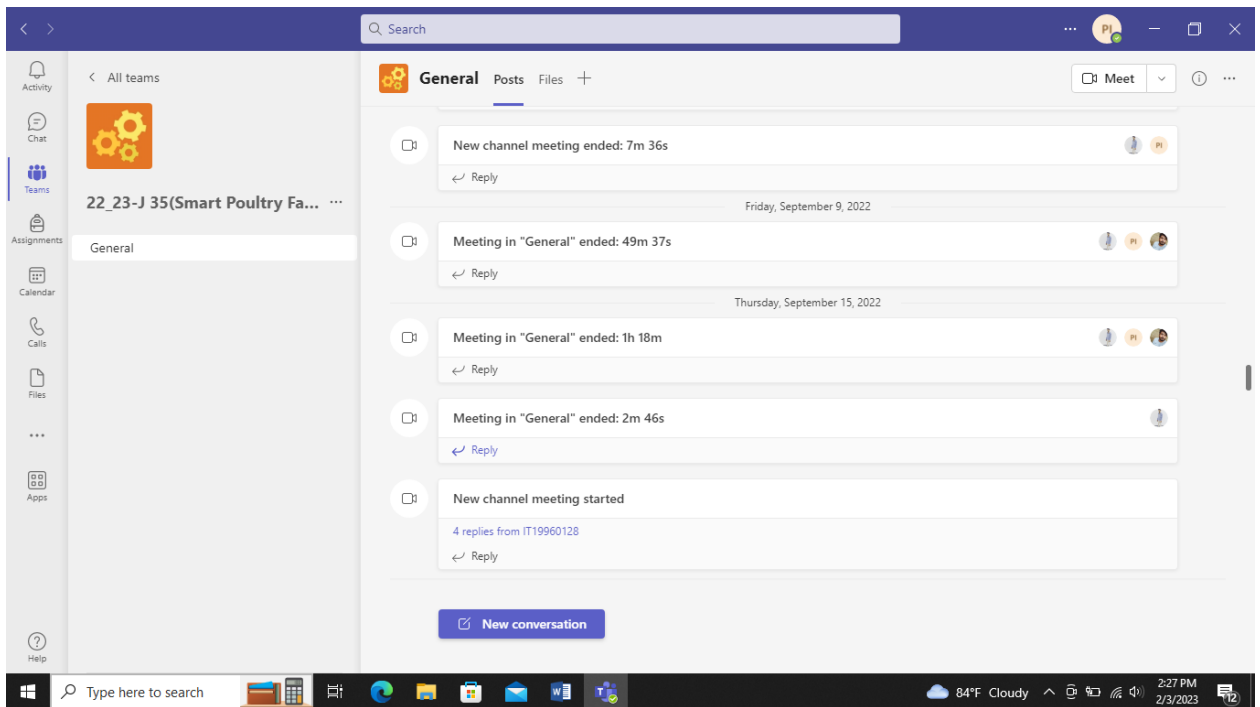 Search
PI
Activity
Chat
Teams
Assignments
Calendar
Calls
Files
Apps
Help
All teams
22_23-J 35(Smart Poultry Fa...
General
General Posts Files
Meet
New channel meeting ended: 7m 36s
PI
Reply
Friday, September 9, 2022
Meeting in "General" ended: 49m 37s
PI
Reply
Thursday, September 15, 2022
Meeting in "General" ended: 1h 18m
PI
Reply
Meeting in "General" ended: 2m 46s
Reply
New channel meeting started
4 replies from IT19960128
Reply
New conversation
Type here to search
84°F Cloudy
2:27 PM
2/3/2023
12